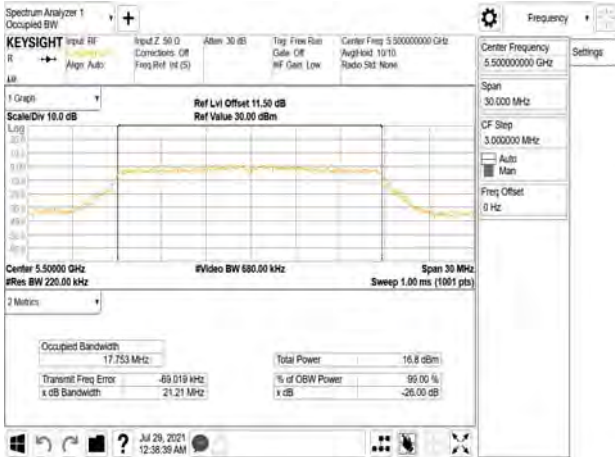 Spectrum Analyzer 1
Occupied BW
+
Frequency
KEYSIGHT
Input: RF
R
Align: Auto
Input Z: 50 Ω
Corrections: Off
Freq Ref: Int (S)
Atten: 30 dB
Trig: Free Run
Gate: Off
#IF Gain: Low
Center Freq: 5.500000000 GHz
Avg|Hold: 10/10
Radio Std: None
Center Frequency
5.500000000 GHz
Settings
Span
30.000 MHz
CF Step
3.000000 MHz
Auto
Man
Freq Offset
0 Hz
1 Graph
Scale/Div 10.0 dB
Ref Lvl Offset 11.50 dB
Ref Value 30.00 dBm
Log
Center 5.50000 GHz
#Res BW 220.00 kHz
#Video BW 680.00 kHz
Span 30 MHz
Sweep 1.00 ms (1001 pts)
2 Metrics
Occupied Bandwidth
17.753 MHz
Transmit Freq Error
-69.019 kHz
x dB Bandwidth
21.21 MHz
Total Power
16.8 dBm
% of OBW Power
99.00 %
x dB
-26.00 dB
?
Jul 29, 2021
12:38:39 AM